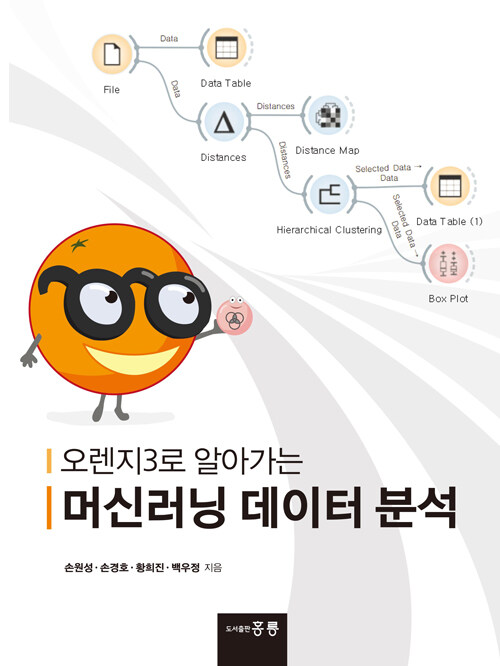 Data
File
Data Table
Data
Distances
Distances
Distance Map
Distances
Selected Data → Data
Hierarchical Clustering
Data Table (1)
Selected Data → Data
Box Plot
오렌지3로 알아가는
머신러닝 데이터 분석
손원성·손경호·황희진·백우정 지음
도서출판 홍릉